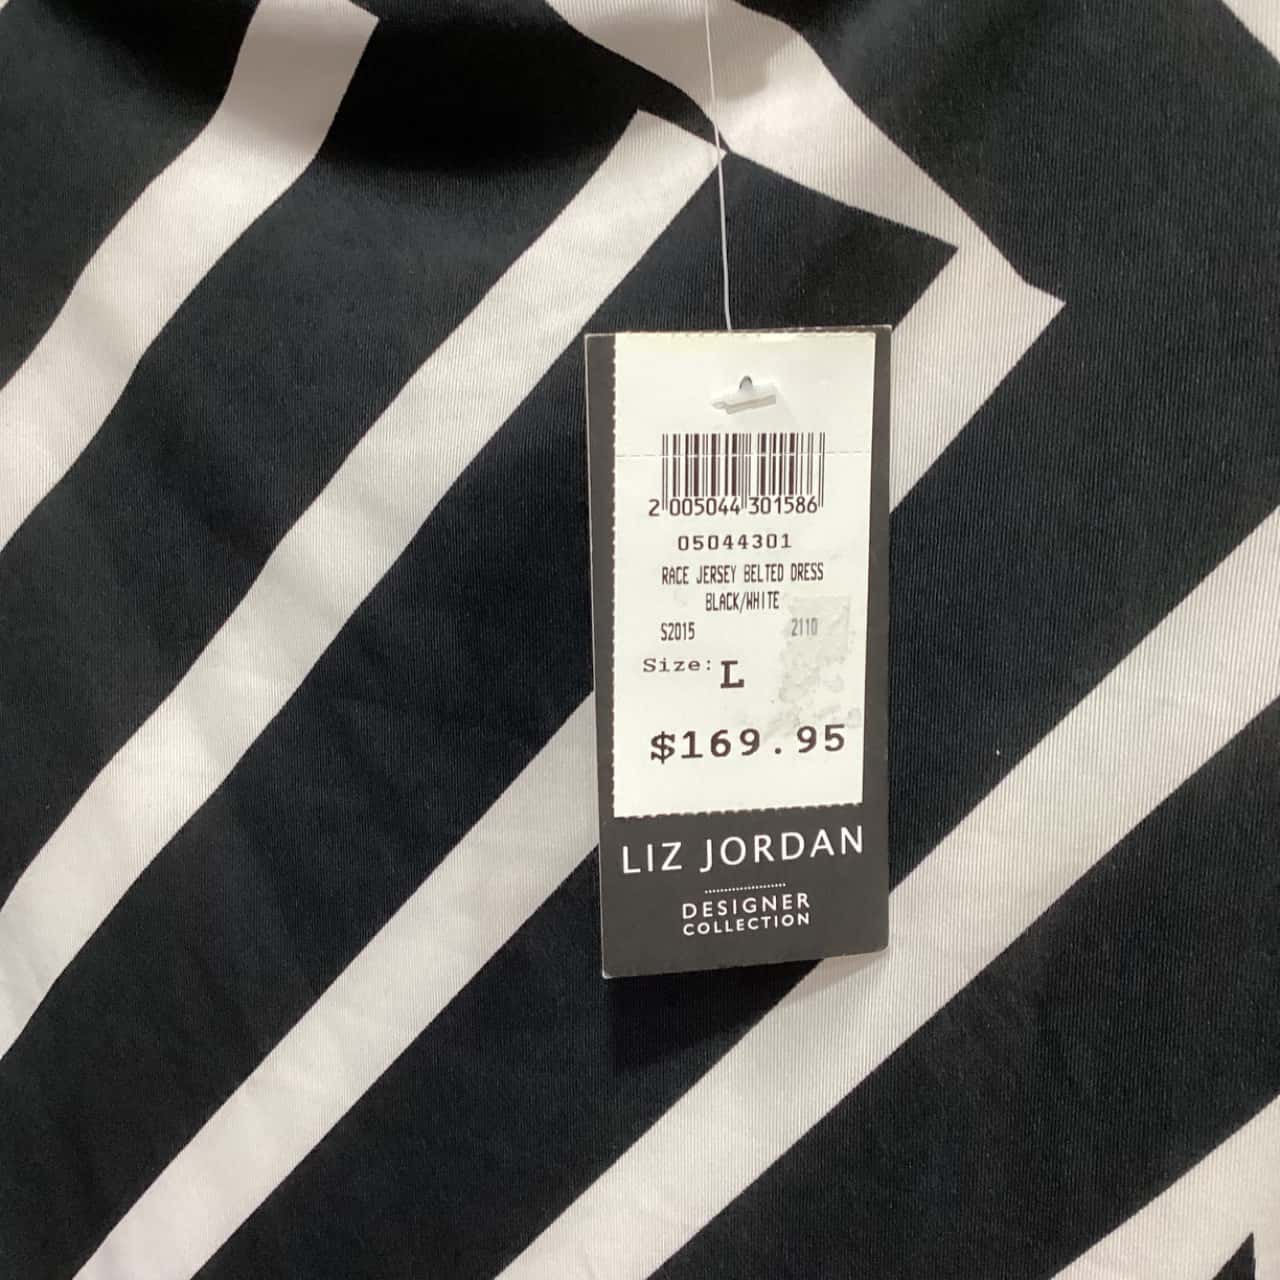 2 005044 301586
05044301
RACE JERSEY BELTED DRESS
BLACK/WHITE
S2015 2110
Size: L
$169.95
LIZ JORDAN
DESIGNER
COLLECTION